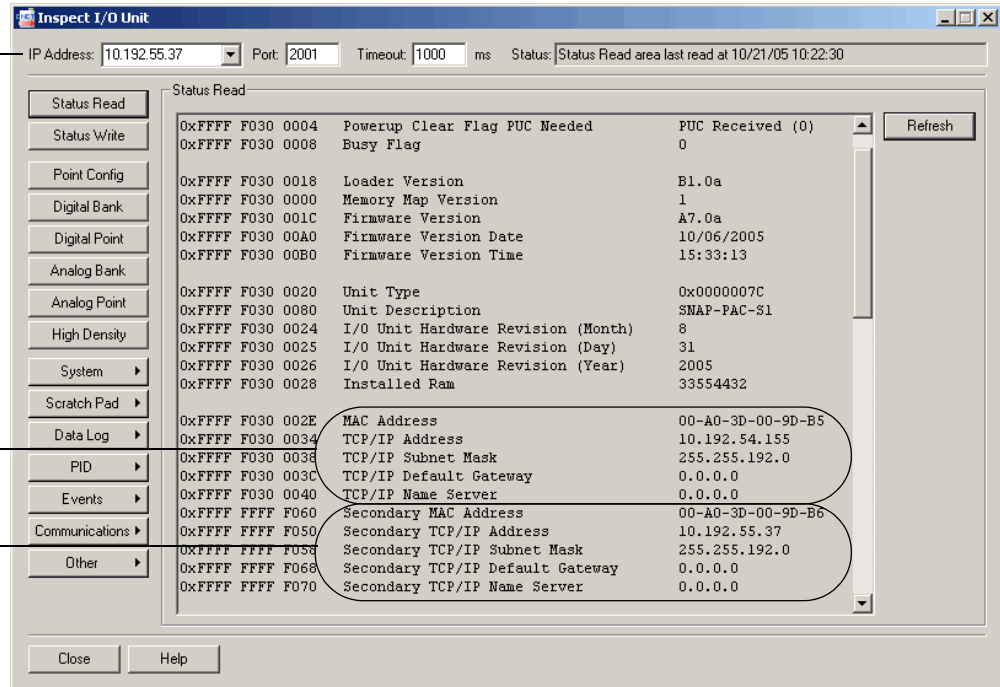 Inspect I/O Unit
IP Address: 10.192.55.37 Port: 2001 Timeout: 1000 ms Status: Status Read area last read at 10/21/05 10:22:30
Status Read
Status Write
Point Config
Digital Bank
Digital Point
Analog Bank
Analog Point
High Density
System
Scratch Pad
Data Log
PID
Events
Communications
Other
Status Read
0xFFFF F030 0004 Powerup Clear Flag PUC Needed PUC Received (0)
0xFFFF F030 0008 Busy Flag 0
0xFFFF F030 0018 Loader Version B1.0a
0xFFFF F030 0000 Memory Map Version 1
0xFFFF F030 001C Firmware Version A7.0a
0xFFFF F030 00A0 Firmware Version Date 10/06/2005
0xFFFF F030 00B0 Firmware Version Time 15:33:13
0xFFFF F030 0020 Unit Type 0x0000007C
0xFFFF F030 0080 Unit Description SNAP-PAC-S1
0xFFFF F030 0024 I/O Unit Hardware Revision (Month) 8
0xFFFF F030 0025 I/O Unit Hardware Revision (Day) 31
0xFFFF F030 0026 I/O Unit Hardware Revision (Year) 2005
0xFFFF F030 0028 Installed Ram 33554432
0xFFFF F030 002E MAC Address 00-A0-3D-00-9D-B5
0xFFFF F030 0034 TCP/IP Address 10.192.54.155
0xFFFF F030 0038 TCP/IP Subnet Mask 255.255.192.0
0xFFFF F030 003C TCP/IP Default Gateway 0.0.0.0
0xFFFF F030 0040 TCP/IP Name Server 0.0.0.0
0xFFFF FFFF F060 Secondary MAC Address 00-A0-3D-00-9D-B6
0xFFFF FFFF F050 Secondary TCP/IP Address 10.192.55.37
0xFFFF FFFF F058 Secondary TCP/IP Subnet Mask 255.255.192.0
0xFFFF FFFF F068 Secondary TCP/IP Default Gateway 0.0.0.0
0xFFFF FFFF F070 Secondary TCP/IP Name Server 0.0.0.0
Refresh
Close Help